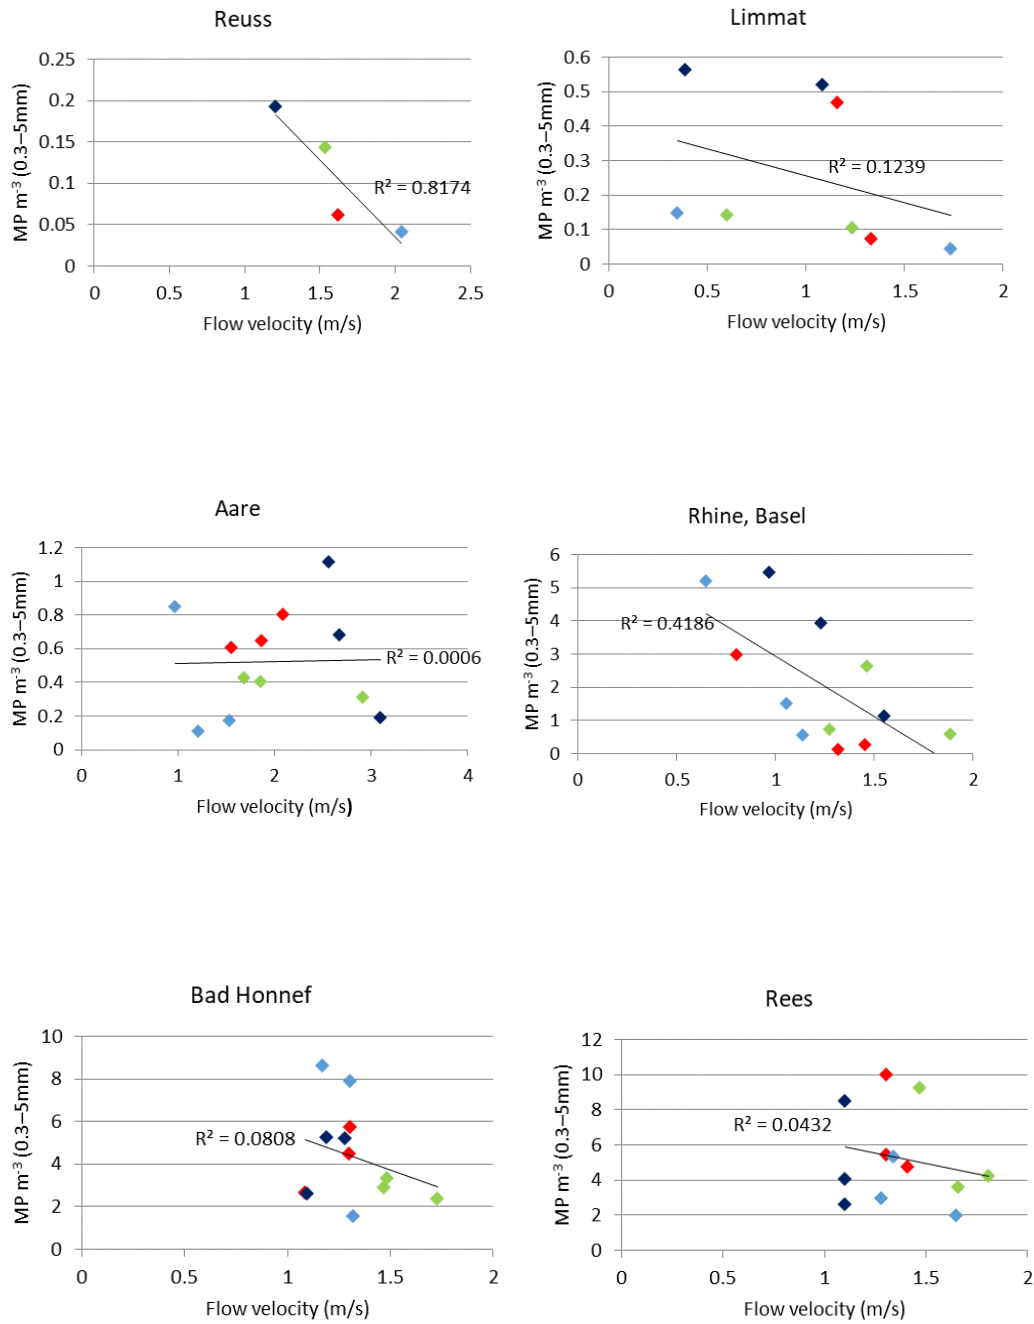 Reuss
MP m⁻³ (0.3–5mm)
0.25
0.2
0.15
0.1
0.05
0
R² = 0.8174
0 0.5 1 1.5 2 2.5
Flow velocity (m/s)
Limmat
MP m⁻³ (0.3–5mm)
0.6
0.5
0.4
0.3
0.2
0.1
0
R² = 0.1239
0 0.5 1 1.5 2
Flow velocity (m/s)
Aare
MP m⁻³ (0.3–5mm)
1.2
1
0.8
0.6
0.4
0.2
0
R² = 0.0006
0 1 2 3 4
Flow velocity (m/s)
Rhine, Basel
MP m⁻³ (0.3–5mm)
6
5
4
3
2
1
0
R² = 0.4186
0 0.5 1 1.5 2
Flow velocity (m/s)
Bad Honnef
MP m⁻³ (0.3–5mm)
10
8
6
4
2
0
R² = 0.0808
0 0.5 1 1.5 2
Flow velocity (m/s)
Rees
MP m⁻³ (0.3–5mm)
12
10
8
6
4
2
0
R² = 0.0432
0 0.5 1 1.5 2
Flow velocity (m/s)